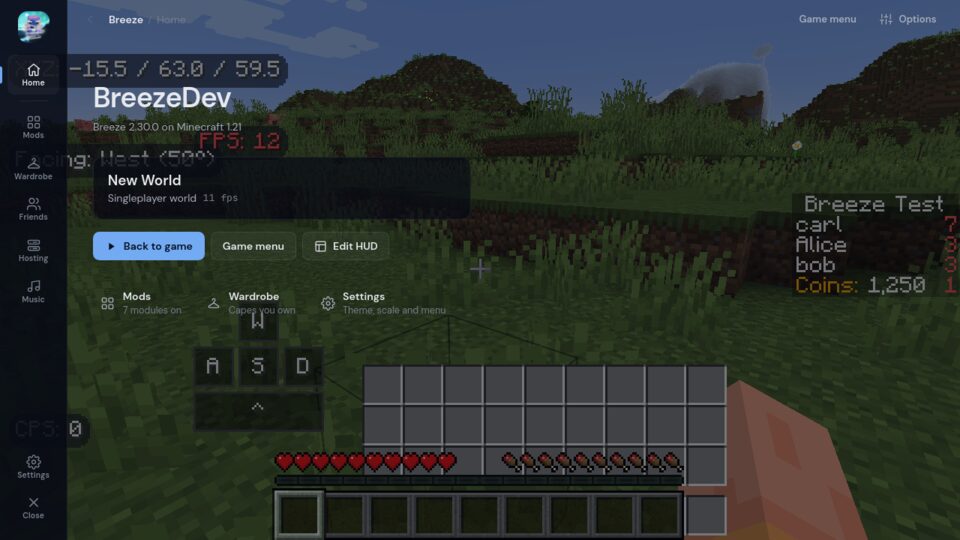 Breeze / Home
Game menu
Options
XYZ: -15.5 / 63.0 / 59.5
Home
BreezeDev
Breeze 2.30.0 on Minecraft 1.21
FPS: 12
Mods
Facing: West (50°)
Wardrobe
New World
Singleplayer world 11 fps
Friends
Breeze Test
carl 7
Alice 3
bob 3
Coins: 1,250 1
Hosting
Back to game
Game menu
Edit HUD
Music
Mods
7 modules on
Wardrobe
Capes you own
Settings
Theme, scale and menu
W
A S D
^
CPS: 0
Settings
Close